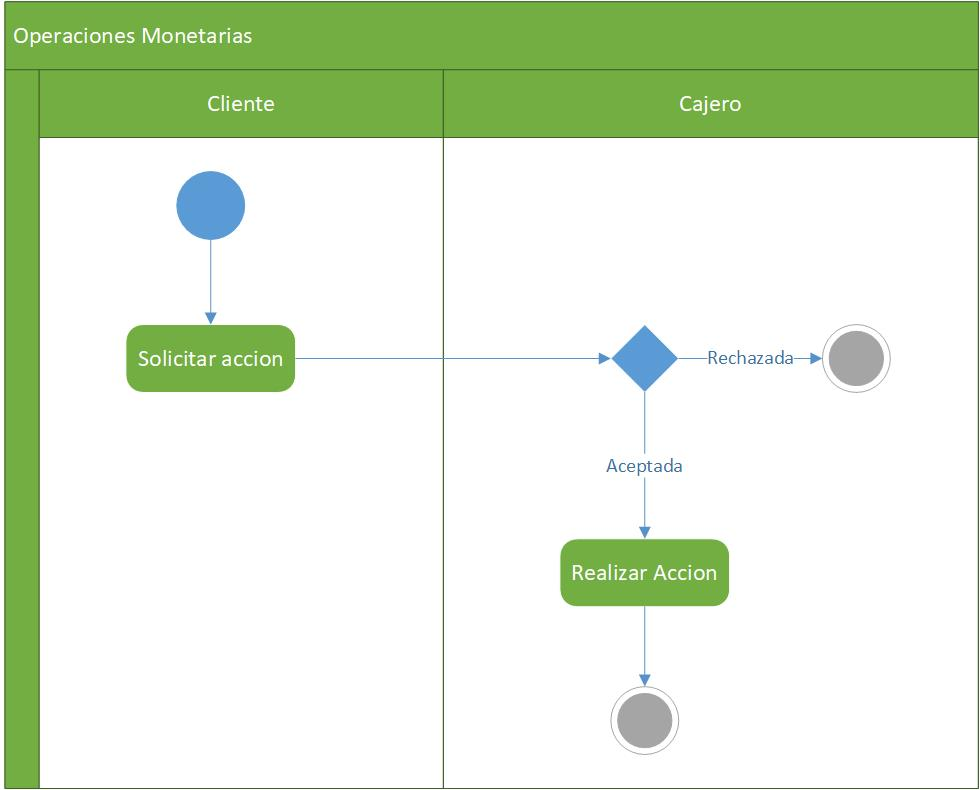 Operaciones Monetarias
Cliente
Cajero
Solicitar accion
Rechazada
Aceptada
Realizar Accion